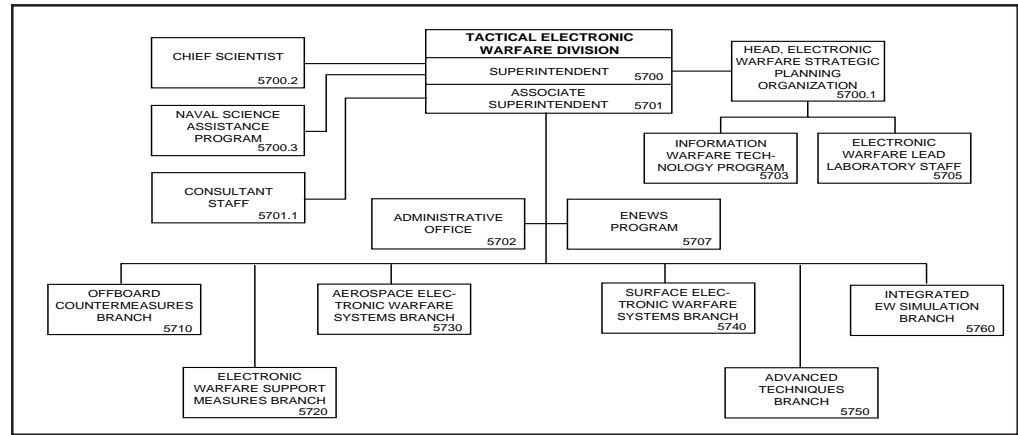 TACTICAL ELECTRONIC
WARFARE DIVISION
SUPERINTENDENT 5700
ASSOCIATE
SUPERINTENDENT 5701
CHIEF SCIENTIST
5700.2
NAVAL SCIENCE
ASSISTANCE
PROGRAM
5700.3
CONSULTANT
STAFF
5701.1
HEAD, ELECTRONIC
WARFARE STRATEGIC
PLANNING
ORGANIZATION
5700.1
INFORMATION
WARFARE TECH-
NOLOGY PROGRAM
5703
ELECTRONIC
WARFARE LEAD
LABORATORY STAFF
5705
ADMINISTRATIVE
OFFICE
5702
ENEWS
PROGRAM
5707
OFFBOARD
COUNTERMEASURES
BRANCH
5710
AEROSPACE ELEC-
TRONIC WARFARE
SYSTEMS BRANCH
5730
SURFACE ELEC-
TRONIC WARFARE
SYSTEMS BRANCH
5740
INTEGRATED
EW SIMULATION
BRANCH
5760
ELECTRONIC
WARFARE SUPPORT
MEASURES BRANCH
5720
ADVANCED
TECHNIQUES
BRANCH
5750